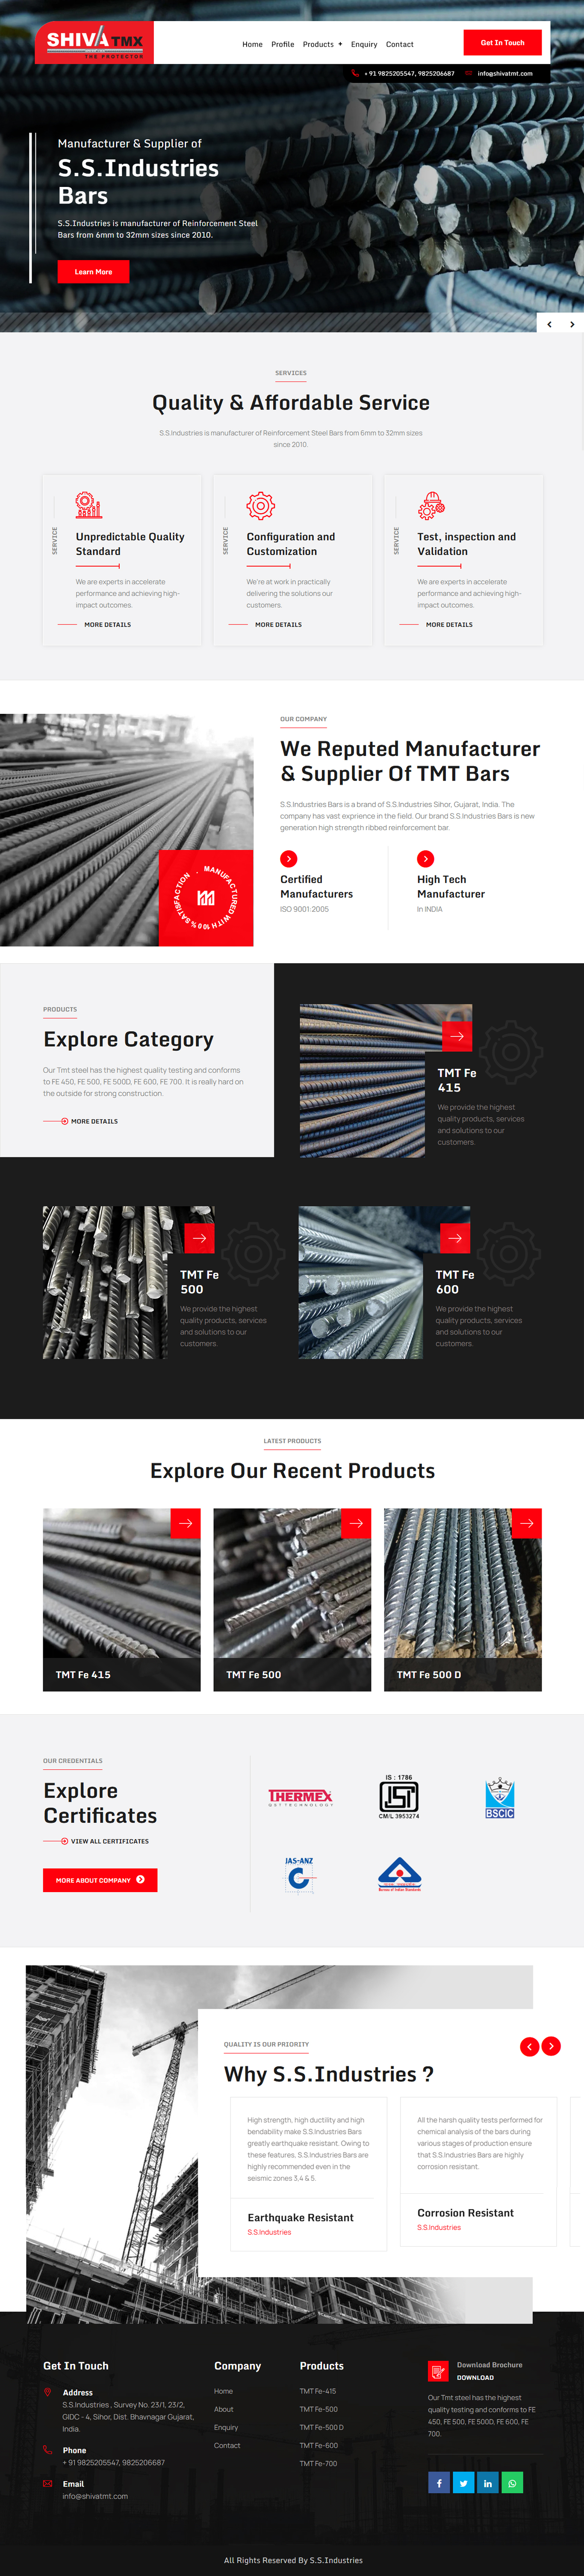 SHIVA TMX
THE PROTECTOR
Home Profile Products + Enquiry Contact
Get In Touch
+ 91 9825205547, 9825206687 info@shivatmt.com
Manufacturer & Supplier of
S.S.Industries
Bars
S.S.Industries is manufacturer of Reinforcement Steel
Bars from 6mm to 32mm sizes since 2010.
Learn More
SERVICES
Quality & Affordable Service
S.S.Industries is manufacturer of Reinforcement Steel Bars from 6mm to 32mm sizes
since 2010.
SERVICE
Unpredictable Quality
Standard
We are experts in accelerate
performance and achieving high-
impact outcomes.
MORE DETAILS
SERVICE
Configuration and
Customization
We're at work in practically
delivering the solutions our
customers.
MORE DETAILS
SERVICE
Test, inspection and
Validation
We are experts in accelerate
performance and achieving high-
impact outcomes.
MORE DETAILS
OUR COMPANY
We Reputed Manufacturer
& Supplier Of TMT Bars
S.S.Industries Bars is a brand of S.S.Industries Sihor, Gujarat, India. The
company has vast exprience in the field. Our brand S.S.Industries Bars is new
generation high strength ribbed reinforcement bar.
Certified
Manufacturers
ISO 9001:2005
High Tech
Manufacturer
In INDIA
MANUFACTURED WITH 100% SATISFACTION
PRODUCTS
Explore Category
Our Tmt steel has the highest quality testing and conforms
to FE 450, FE 500, FE 500D, FE 600, FE 700. It is really hard on
the outside for strong construction.
MORE DETAILS
TMT Fe
415
We provide the highest
quality products, services
and solutions to our
customers.
TMT Fe
500
We provide the highest
quality products, services
and solutions to our
customers.
TMT Fe
600
We provide the highest
quality products, services
and solutions to our
customers.
LATEST PRODUCTS
Explore Our Recent Products
TMT Fe 415
TMT Fe 500
TMT Fe 500 D
OUR CREDENTIALS
Explore
Certificates
VIEW ALL CERTIFICATES
MORE ABOUT COMPANY
THERMEX
QST TECHNOLOGY
IS : 1786
CM/L 3953274
BSCIC
JAS-ANZ
Bureau of Indian Standards
QUALITY IS OUR PRIORITY
Why S.S.Industries ?
High strength, high ductility and high
bendability make S.S.Industries Bars
greatly earthquake resistant. Owing to
these features, S.S.Industries Bars are
highly recommended even in the
seismic zones 3,4 & 5.
Earthquake Resistant
S.S.Industries
All the harsh quality tests performed for
chemical analysis of the bars during
various stages of production ensure
that S.S.Industries Bars are highly
corrosion resistant.
Corrosion Resistant
S.S.Industries
Get In Touch
Address
S.S.Industries , Survey No. 23/1, 23/2,
GIDC - 4, Sihor, Dist. Bhavnagar Gujarat,
India.
Phone
+ 91 9825205547, 9825206687
Email
info@shivatmt.com
Company
Home
About
Enquiry
Contact
Products
TMT Fe-415
TMT Fe-500
TMT Fe-500 D
TMT Fe-600
TMT Fe-700
Download Brochure
DOWNLOAD
Our Tmt steel has the highest
quality testing and conforms to FE
450, FE 500, FE 500D, FE 600, FE
700.
All Rights Reserved By S.S.Industries